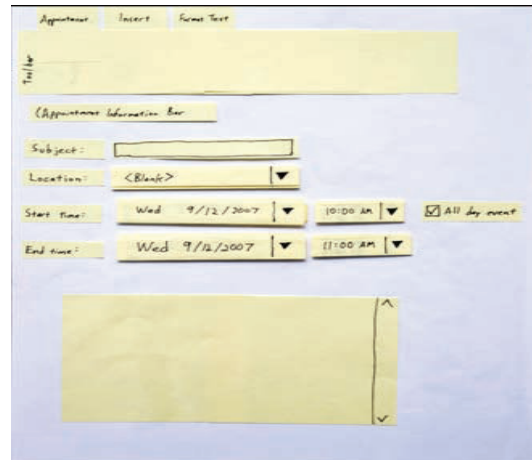 Appointment Insert Format Text
Toolbar
(Appointment Information Bar
Subject:
Location: <Blank>
Start time: Wed 9/12/2007 10:00 AM All day event
End time: Wed 9/12/2007 11:00 AM